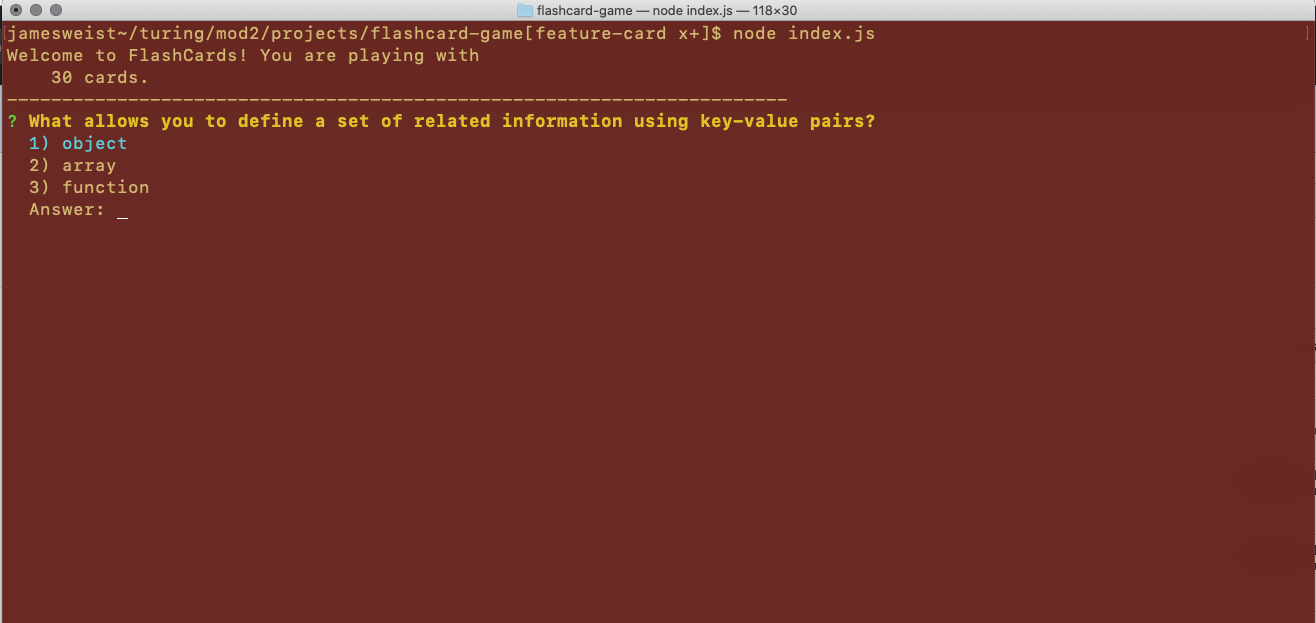 flashcard-game — node index.js — 118×30
[jamesweist~/turing/mod2/projects/flashcard-game[feature-card x+]$ node index.js ]
Welcome to FlashCards! You are playing with
30 cards.
-----------------------------------------------------------------------
? What allows you to define a set of related information using key-value pairs?
1) object
2) array
3) function
Answer: _